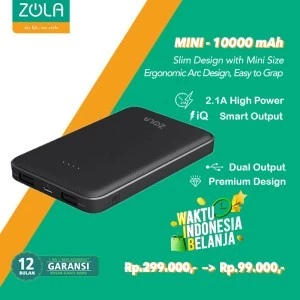 ZOLA
MINI - 10000 mAh
Slim Design with Mini Size
Ergonomic Arc Design, Easy to Grap
2.1A High Power
iQ Smart Output
ZOLA
Dual Output
Premium Design
WAKTU
INDONESIA
BELANJA
12
BULAN
GARANSI
Rp.299.000,- -> Rp.99.000,-